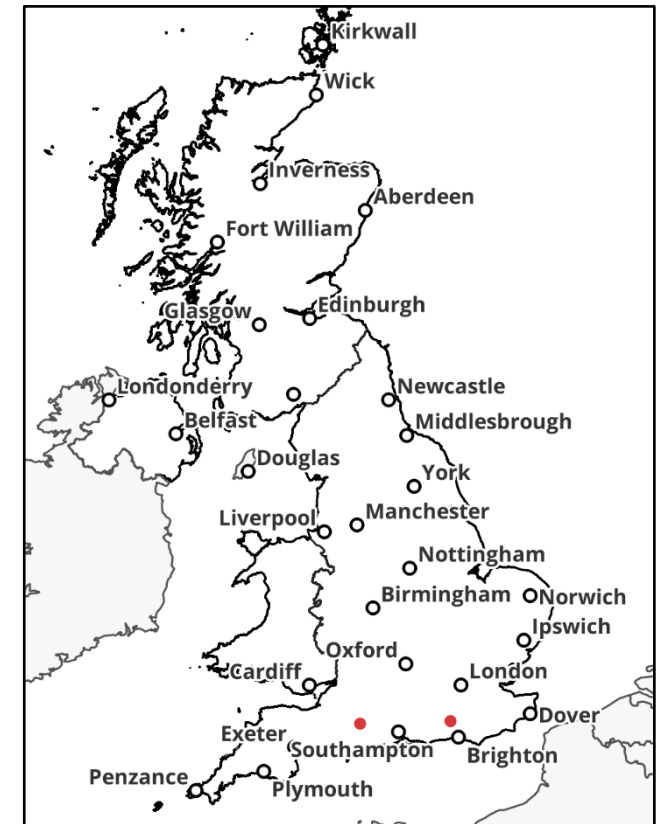 Kirkwall
Wick
Inverness
Aberdeen
Fort William
Edinburgh
Glasgow
Londonderry
Newcastle
Belfast
Middlesbrough
Douglas
York
Manchester
Liverpool
Nottingham
Birmingham
Norwich
Ipswich
Oxford
Cardiff
London
Dover
Exeter
Southampton
Brighton
Penzance
Plymouth